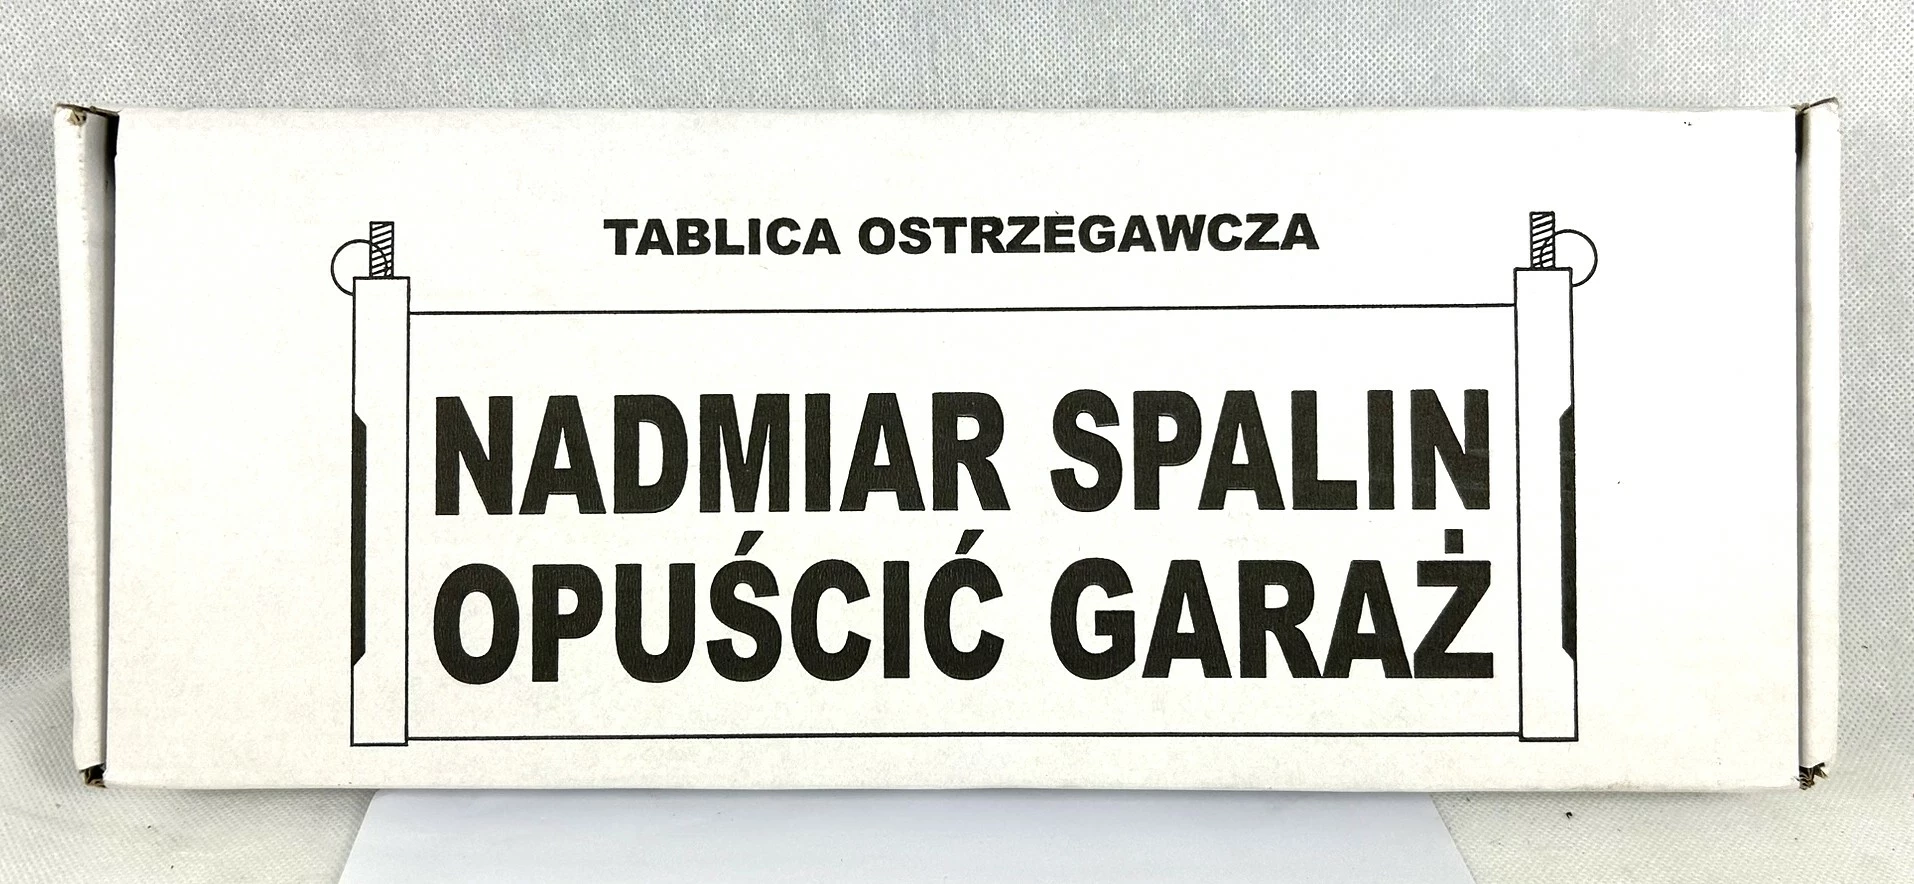 TABLICA OSTRZEGAWCZA
NADMIAR SPALIN
OPUŚCIĆ GARAŻ